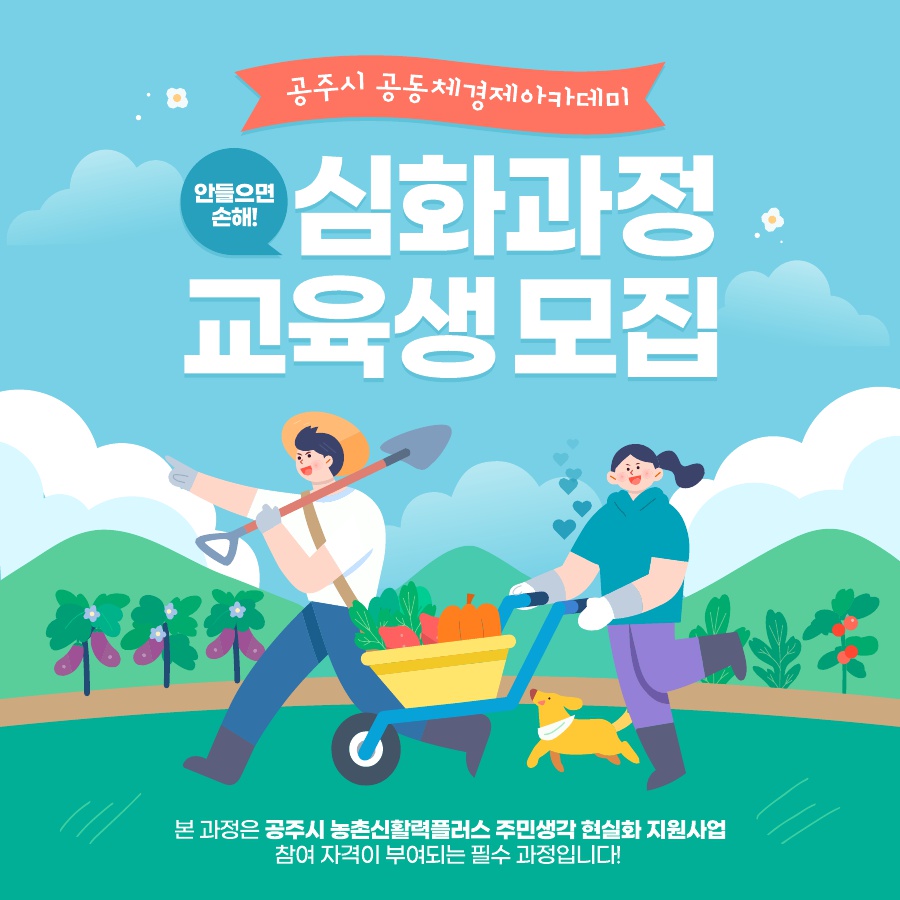 공주시 공동체경제아카데미
안들으면
손해!
심화과정
교육생 모집
본 과정은 공주시 농촌신활력플러스 주민생각 현실화 지원사업
참여 자격이 부여되는 필수 과정입니다!